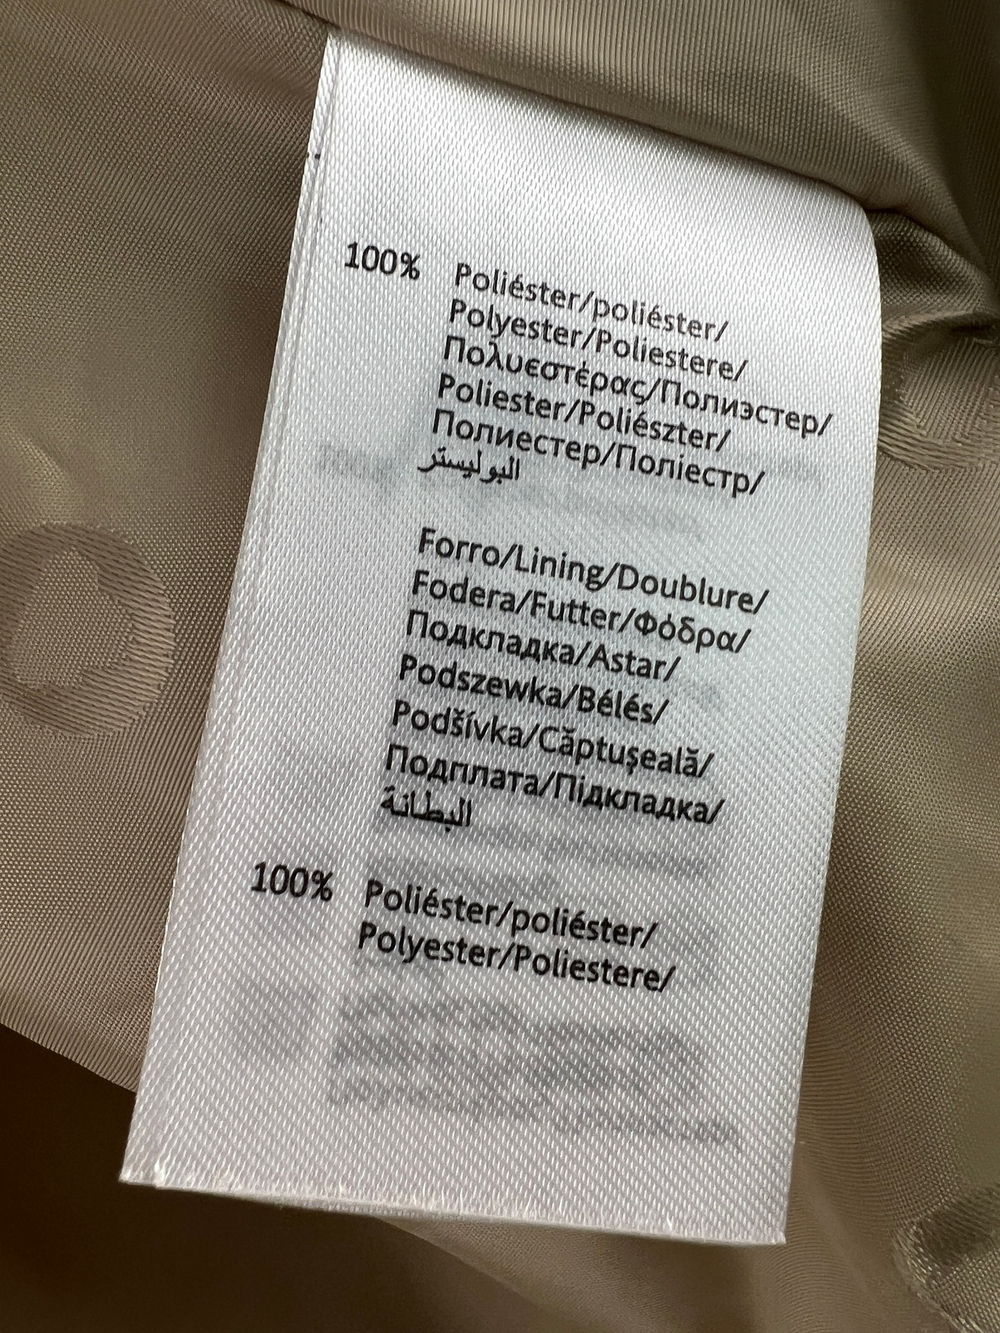 100% Poliéster/poliéster/
Polyester/Poliestere/
Πολυεστέρας/Полиэстер/
Poliester/Poliészter/
Полиестер/Поліестр/
البوليستر
Forro/Lining/Doublure/
Fodera/Futter/Φόδρα/
Подкладка/Astar/
Podszewka/Bélés/
Podšívka/Căptușeală/
Подплата/Підкладка/
البطانة
100% Poliéster/poliéster/
Polyester/Poliestere/